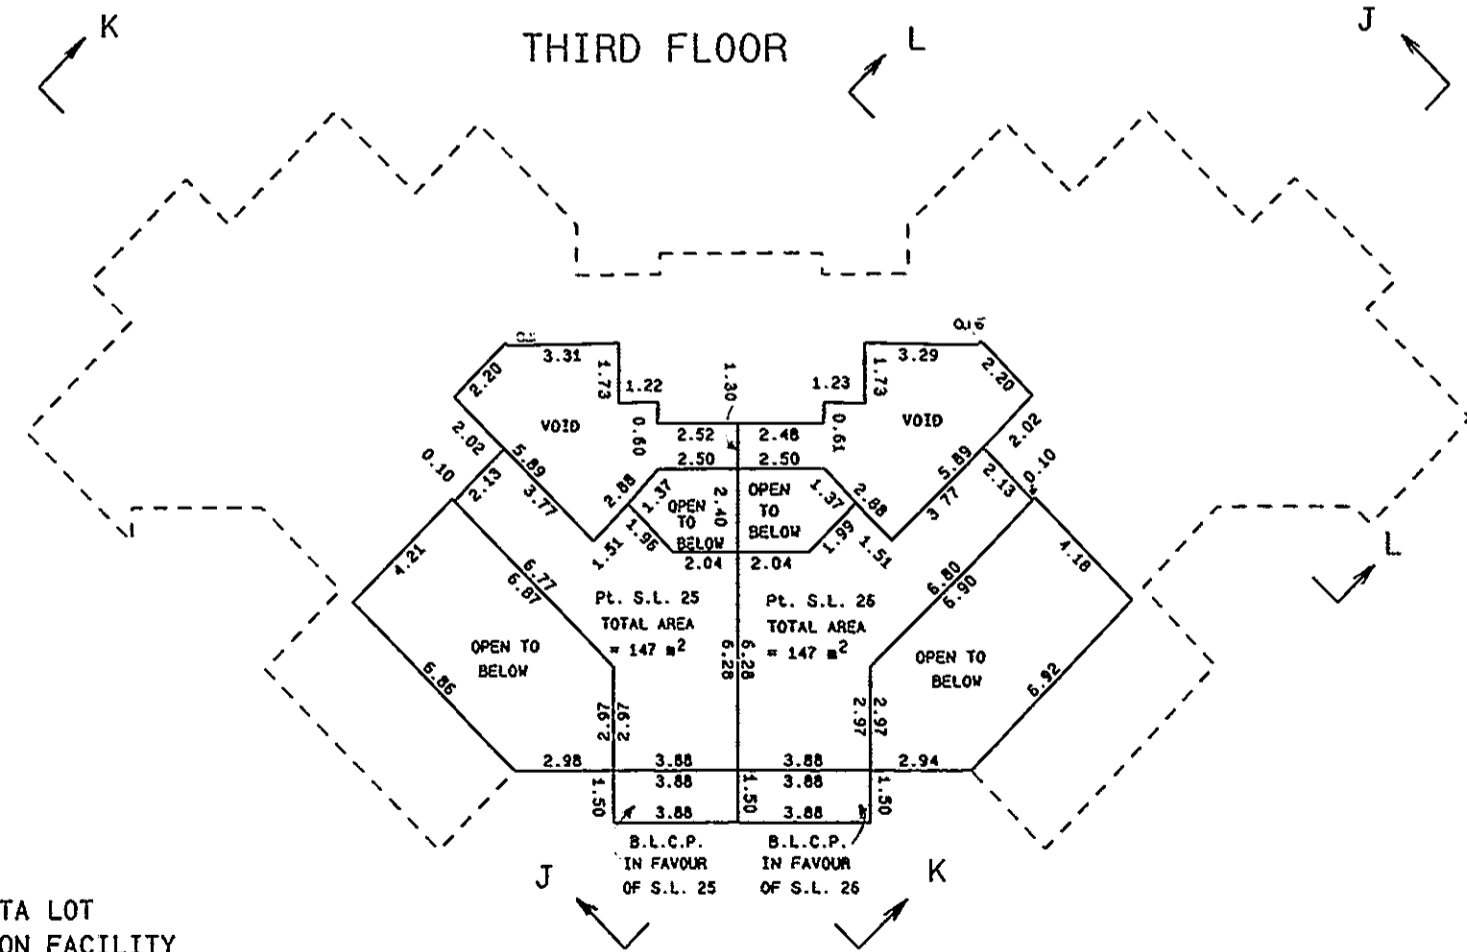 K
THIRD FLOOR
L
J
3.31
3.29
2.20
1.73
1.22
1.30
1.23
1.73
2.20
VOID
0.60
2.52
2.48
0.61
VOID
2.02
0.10
2.13
5.89
3.77
2.88
1.37
2.50
2.50
1.37
2.88
5.89
3.77
2.13
0.10
2.02
OPEN
TO
BELOW
2.40
OPEN
TO
BELOW
1.51
1.96
2.04
2.04
1.99
1.51
L
4.21
6.77
6.87
Pt. S.L. 25
TOTAL AREA
= 147 m2
Pt. S.L. 26
TOTAL AREA
= 147 m2
6.80
6.90
4.18
OPEN TO
BELOW
6.28
6.28
OPEN TO
BELOW
6.86
2.97
2.97
2.97
2.97
6.92
2.98
3.88
3.88
2.94
1.50
3.88
1.50
3.88
1.50
3.88
3.88
B.L.C.P.
IN FAVOUR
OF S.L. 25
B.L.C.P.
IN FAVOUR
OF S.L. 26
J
K
TA LOT
ON FACILITY